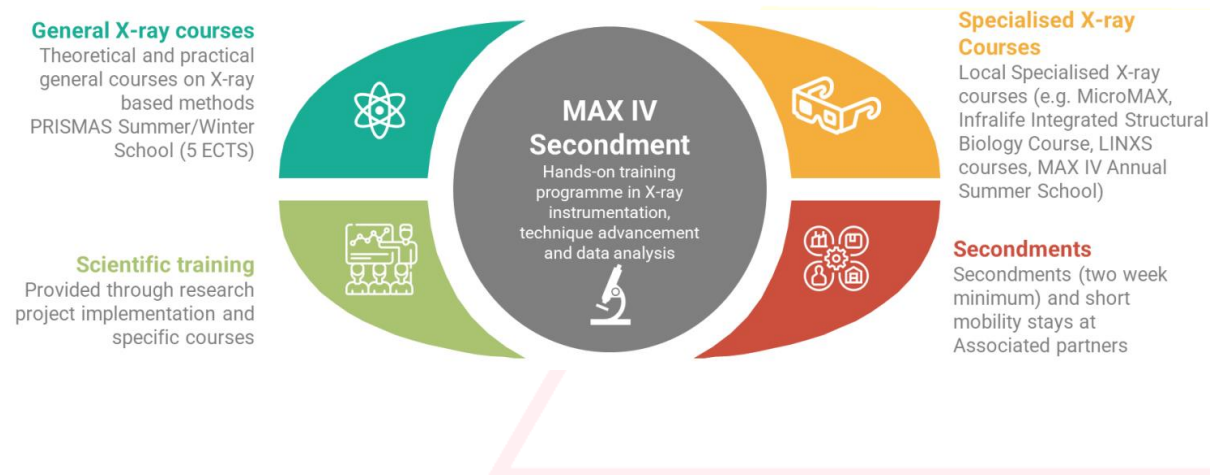 General X-ray courses
Theoretical and practical
general courses on X-ray
based methods
PRISMAS Summer/Winter
School (5 ECTS)
Scientific training
Provided through research
project implementation and
specific courses
MAX IV
Secondment
Hands-on training
programme in X-ray
instrumentation,
technique advancement
and data analysis
Specialised X-ray
Courses
Local Specialised X-ray
courses (e.g. MicroMAX,
Infralife Integrated Structural
Biology Course, LINXS
courses, MAX IV Annual
Summer School)
Secondments
Secondments (two week
minimum) and short
mobility stays at
Associated partners